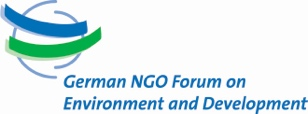 German NGO Forum on
Environment and Development